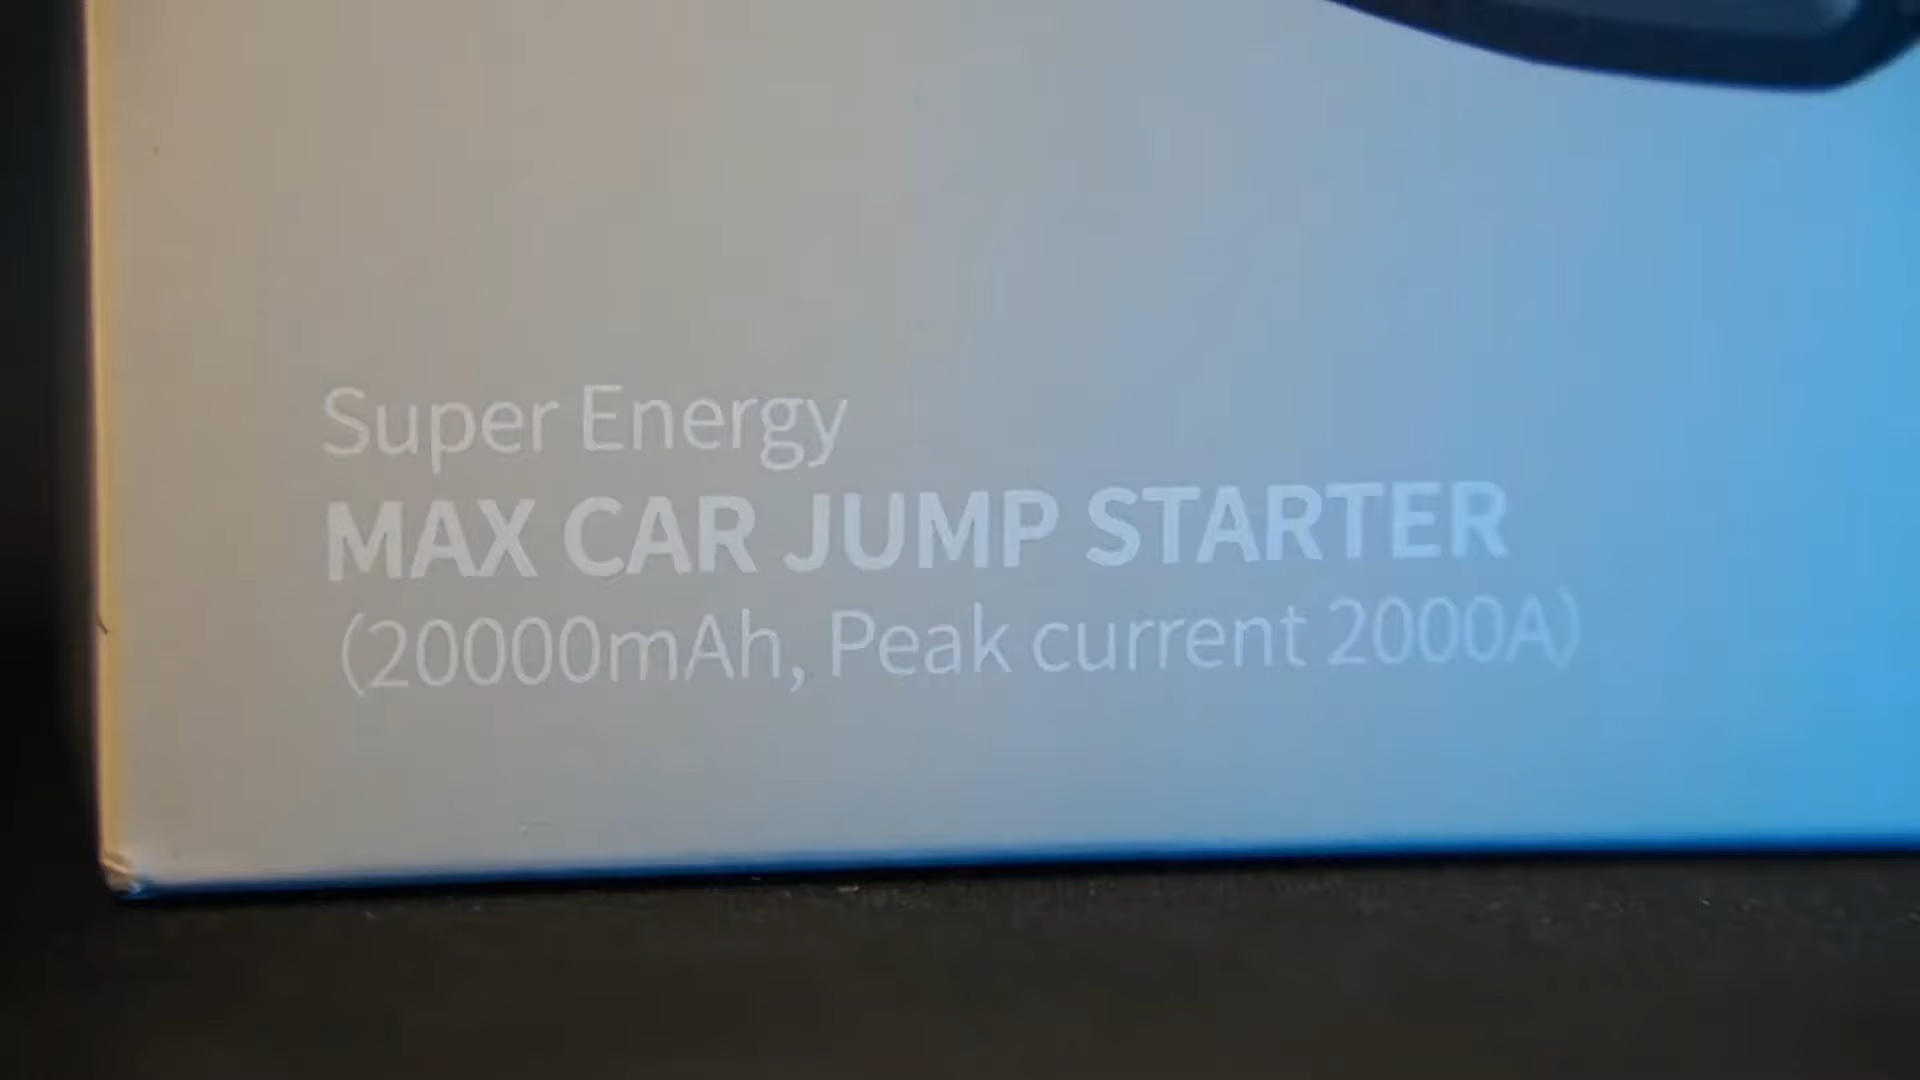 Super Energy
MAX CAR JUMP STARTER
(20000mAh, Peak current 2000A)